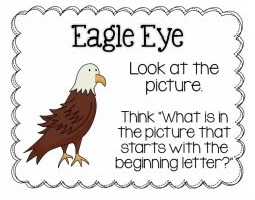 Eagle Eye
Look at the
picture.
Think "What is in
the picture that
starts with the
beginning letter?"